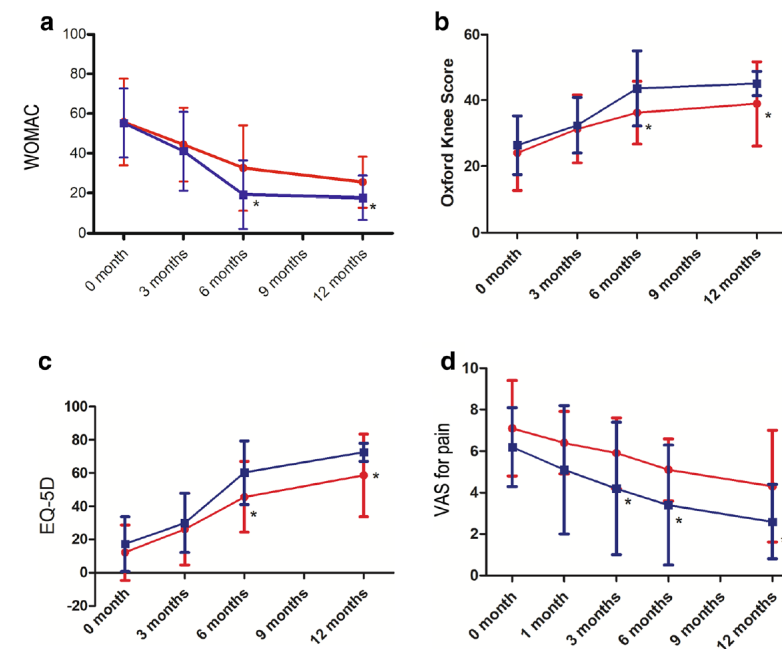 a
100
80
60
40
20
0
WOMAC
0 month
3 months
6 months
9 months
12 months
*
*
b
60
40
20
0
Oxford Knee Score
0 month
3 months
6 months
9 months
12 months
*
*
c
100
80
60
40
20
0
-20
EQ-5D
0 month
3 months
6 months
9 months
12 months
*
*
d
10
8
6
4
2
0
VAS for pain
0 month
1 month
3 months
6 months
9 months
12 months
*
*